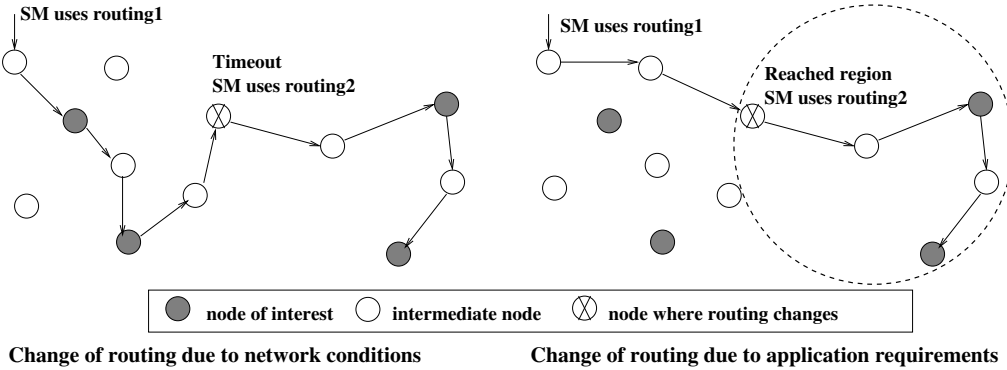 SM uses routing1
Timeout
SM uses routing2
SM uses routing1
Reached region
SM uses routing2
node of interest
intermediate node
node where routing changes
Change of routing due to network conditions
Change of routing due to application requirements